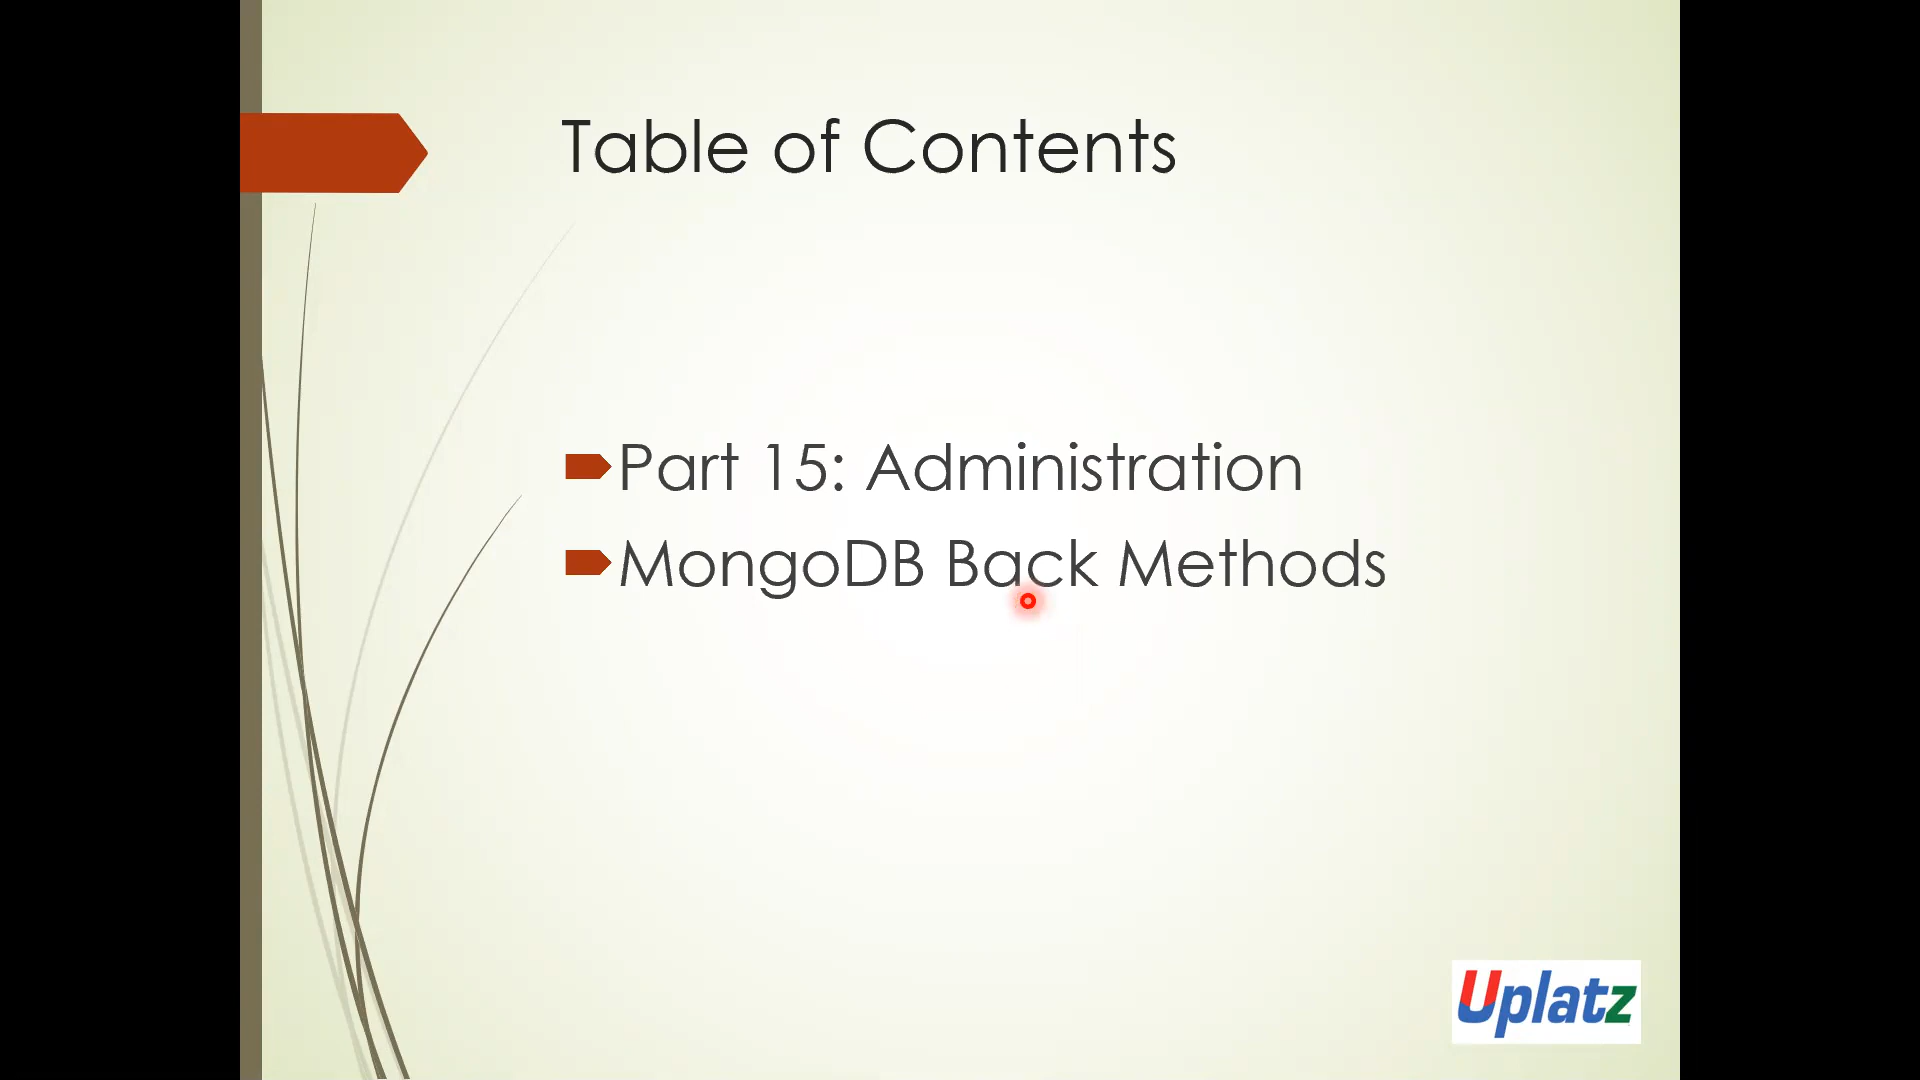 Table of Contents
Part 15: Administration
MongoDB Back Methods
Uplatz